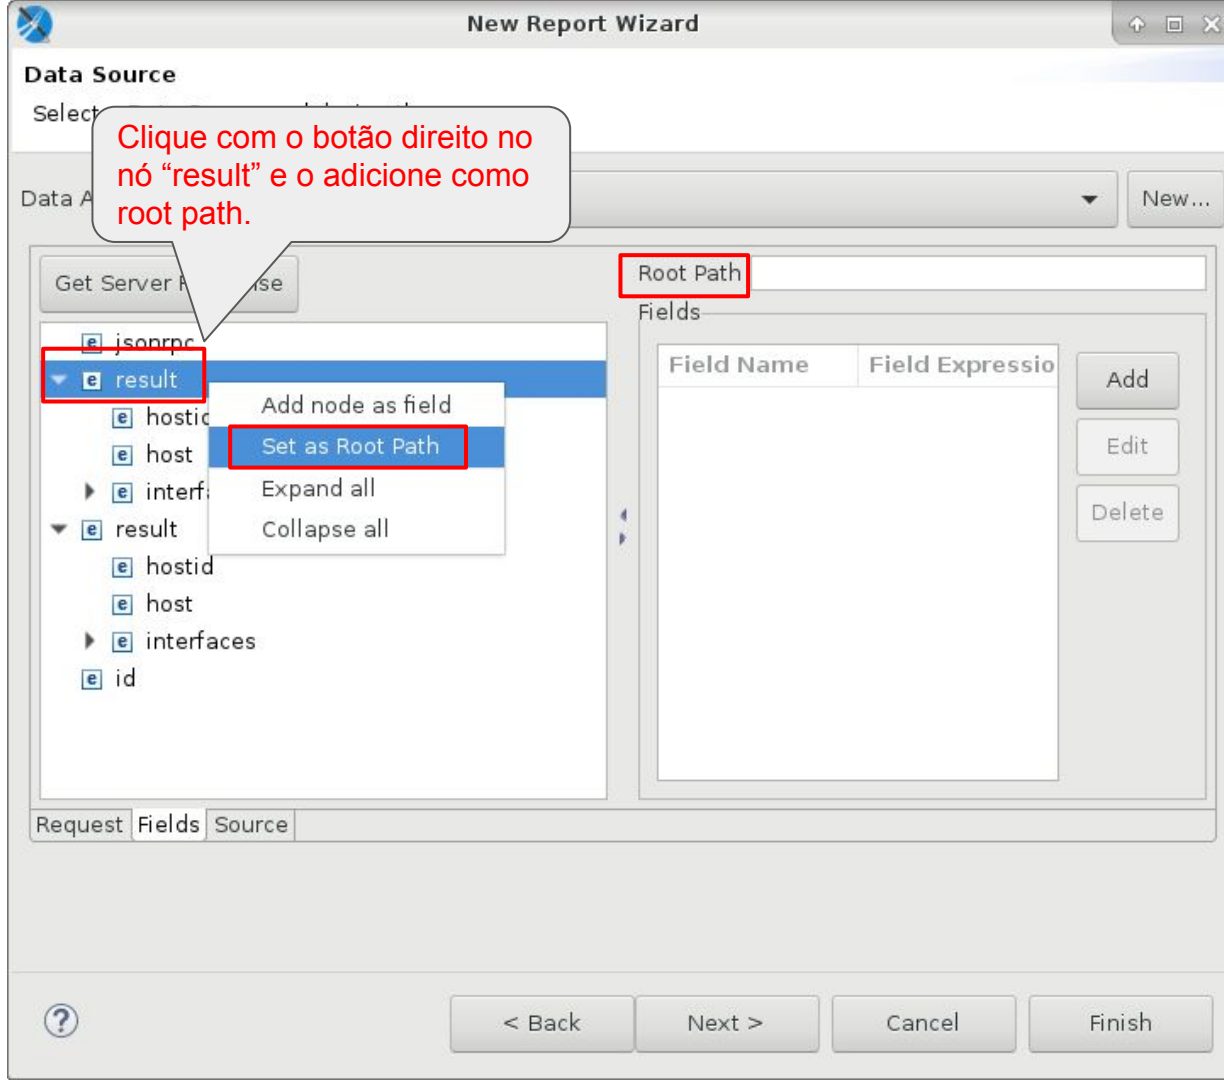 New Report Wizard
Data Source
Select
Clique com o botão direito no
nó “result” e o adicione como
root path.
Data A
New...
Get Server
Root Path
Fields
jsonrpc
result
host
result
hostid
host
interfaces
id
Add node as field
Set as Root Path
Expand all
Collapse all
Field Name Field Expressio
Add
Edit
Delete
Request Fields Source
< Back Next > Cancel Finish